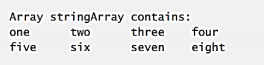 Array stringArray contains:
one     two     three   four
five    six     seven   eight